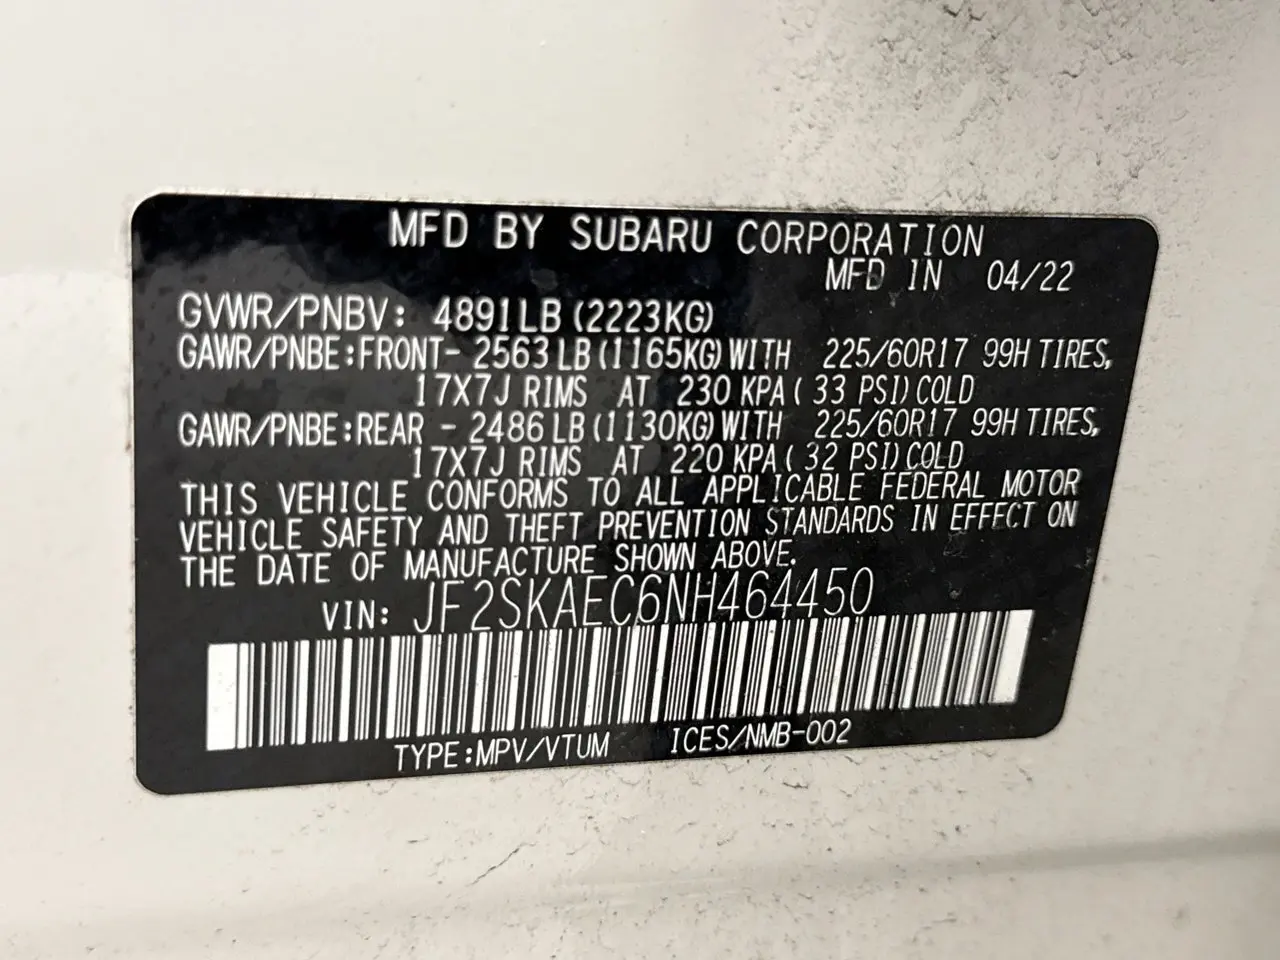 MFD BY SUBARU CORPORATION
MFD IN 04/22
GVWR/PNBV: 4891LB (2223KG)
GAWR/PNBE:FRONT- 2563 LB (1165KG) WITH 225/60R17 99H TIRES,
17X7J RIMS AT 230 KPA ( 33 PSI) COLD
GAWR/PNBE:REAR - 2486 LB (1130KG) WITH 225/60R17 99H TIRES,
17X7J RIMS AT 220 KPA ( 32 PSI) COLD
THIS VEHICLE CONFORMS TO ALL APPLICABLE FEDERAL MOTOR
VEHICLE SAFETY AND THEFT PREVENTION STANDARDS IN EFFECT ON
THE DATE OF MANUFACTURE SHOWN ABOVE.
VIN: JF2SKAEC6NH464450
TYPE:MPV/VTUM ICES/NMB-002